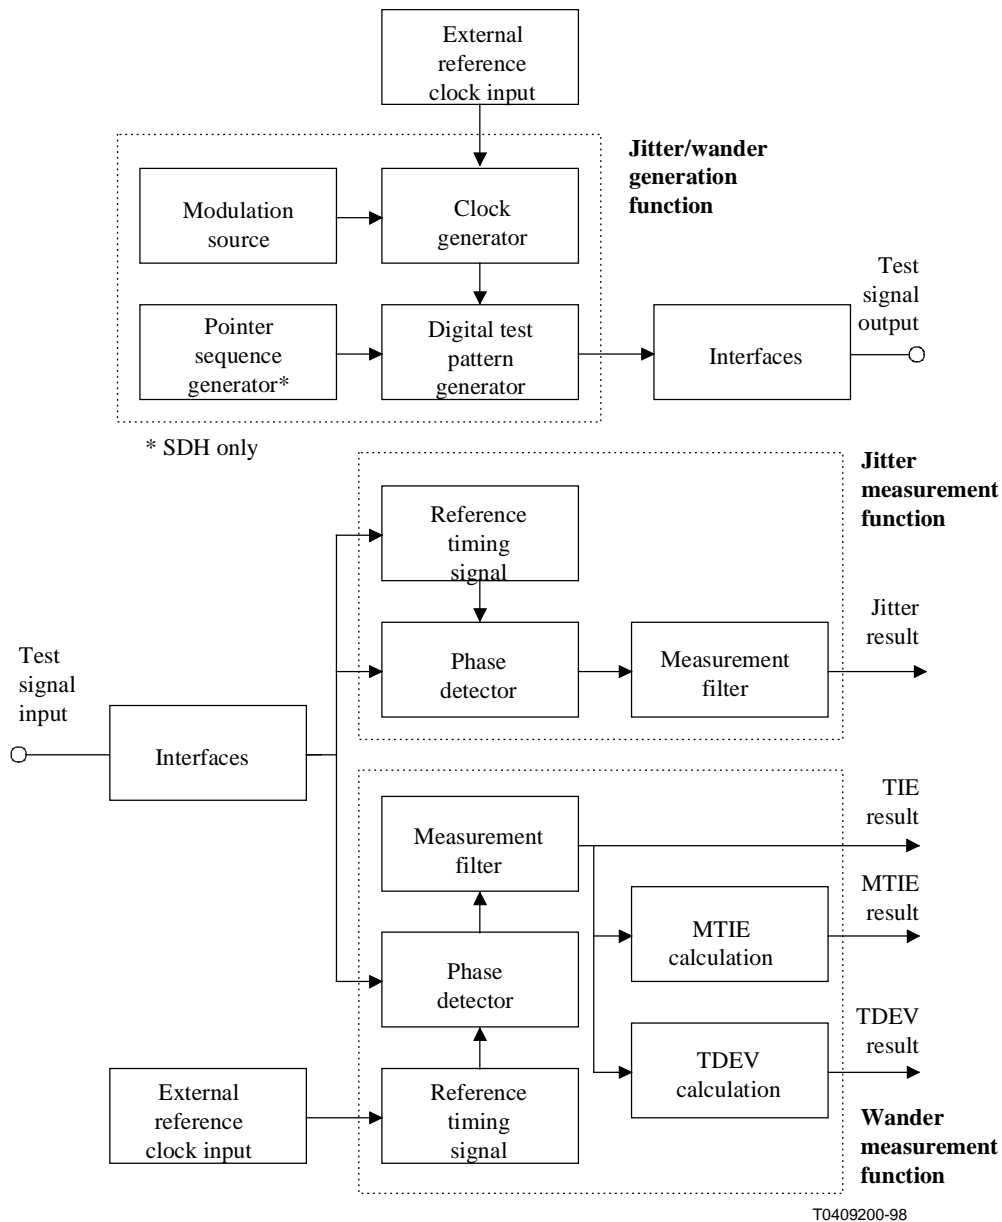 External
reference
clock input
Jitter/wander
generation
function
Modulation
source
Clock
generator
Test
signal
output
Pointer
sequence
generator*
Digital test
pattern
generator
Interfaces
* SDH only
Jitter
measurement
function
Reference
timing
signal
Jitter
result
Test
signal
input
Phase
detector
Measurement
filter
Interfaces
TIE
result
Measurement
filter
MTIE
result
MTIE
calculation
Phase
detector
TDEV
result
TDEV
calculation
External
reference
clock input
Reference
timing
signal
Wander
measurement
function
T0409200-98